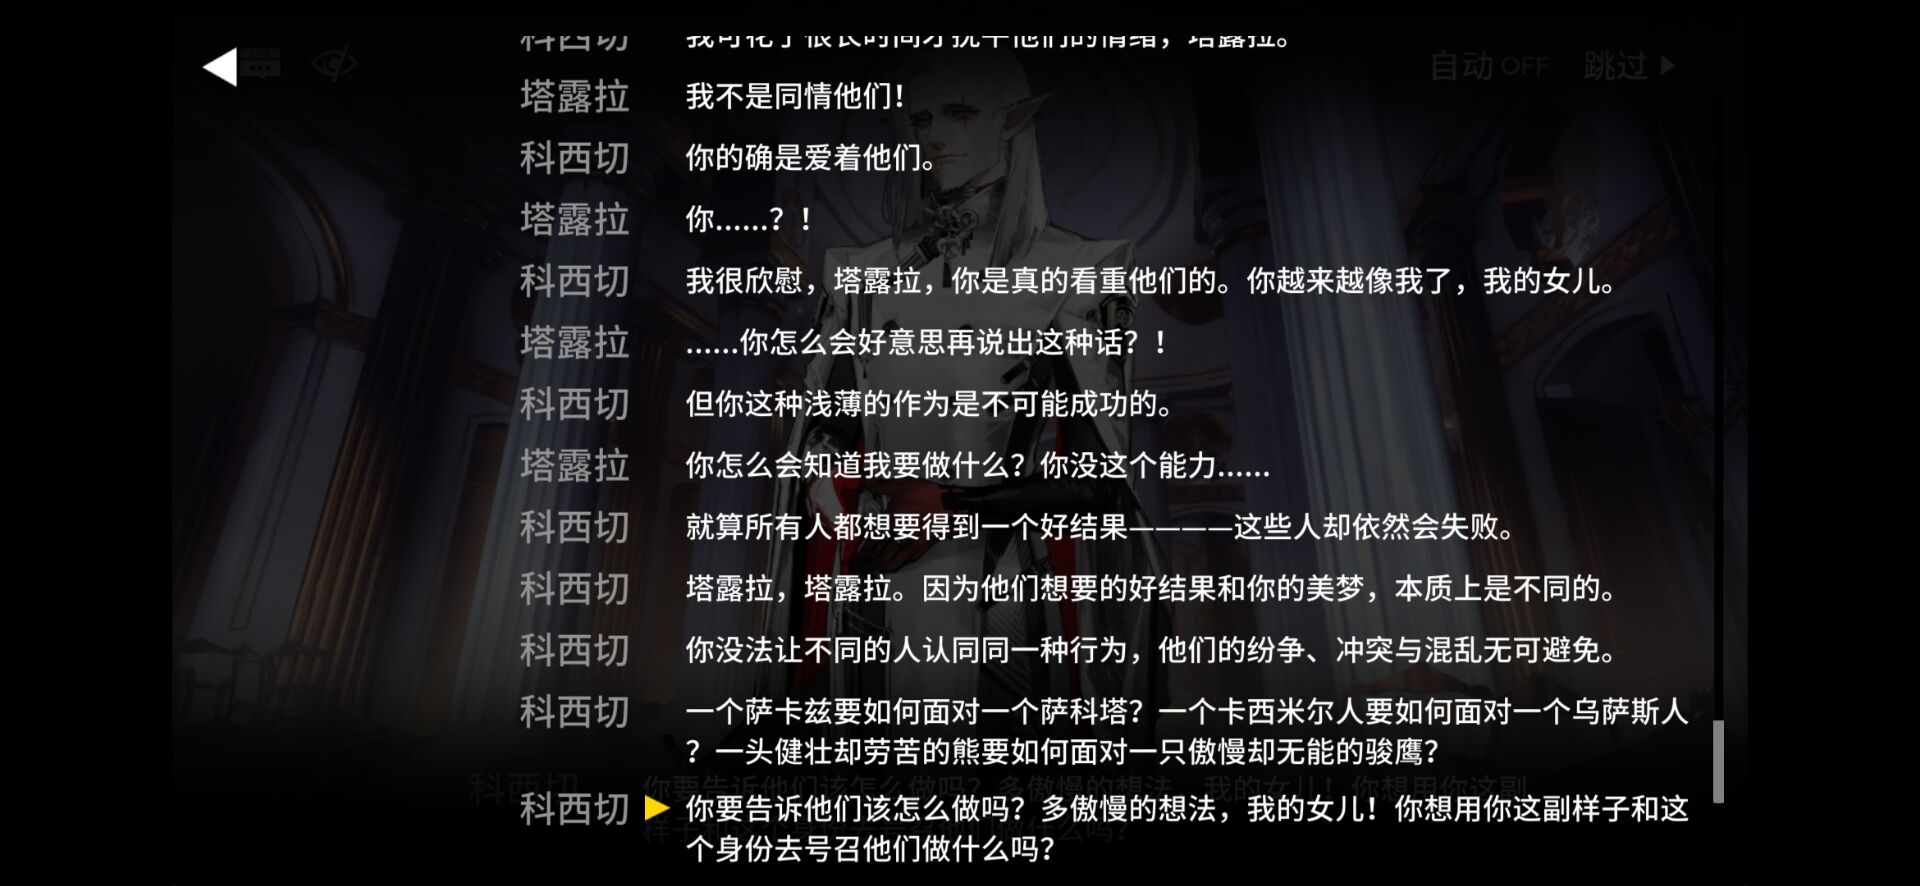 科西切 我可花了很长时间才抚平他们的情绪，塔露拉。
自动 OFF 跳过
塔露拉 我不是同情他们！
科西切 你的确是爱着他们。
塔露拉 你……？！
科西切 我很欣慰，塔露拉，你是真的看重他们的。你越来越像我了，我的女儿。
塔露拉 ……你怎么会好意思再说出这种话？！
科西切 但你这种浅薄的作为是不可能成功的。
塔露拉 你怎么会知道我要做什么？你没这个能力……
科西切 就算所有人都想要得到一个好结果————这些人却依然会失败。
科西切 塔露拉，塔露拉。因为他们想要的好结果和你的美梦，本质上是不同的。
科西切 你没法让不同的人认同同一种行为，他们的纷争、冲突与混乱无可避免。
科西切 一个萨卡兹要如何面对一个萨科塔？一个卡西米尔人要如何面对一个乌萨斯人
？一头健壮却劳苦的熊要如何面对一只傲慢却无能的骏鹰？
科西切 你要告诉他们该怎么做吗？多傲慢的想法，我的女儿！你想用你这副样子和这
个身份去号召他们做什么吗？